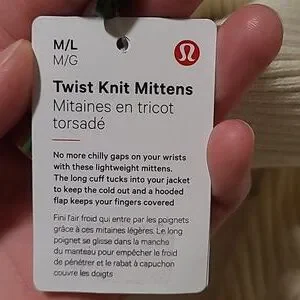 M/L
M/G
Twist Knit Mittens
Mitaines en tricot
torsadé
No more chilly gaps on your wrists
with these lightweight mittens.
The long cuff tucks into your jacket
to keep the cold out and a hooded
flap keeps your fingers covered
Fini l'air froid qui entre par les poignets
grâce à ces mitaines légères. Le long
poignet se glisse dans la manche
du manteau pour empêcher le froid
de pénétrer et le rabat à capuchon
couvre les doigts